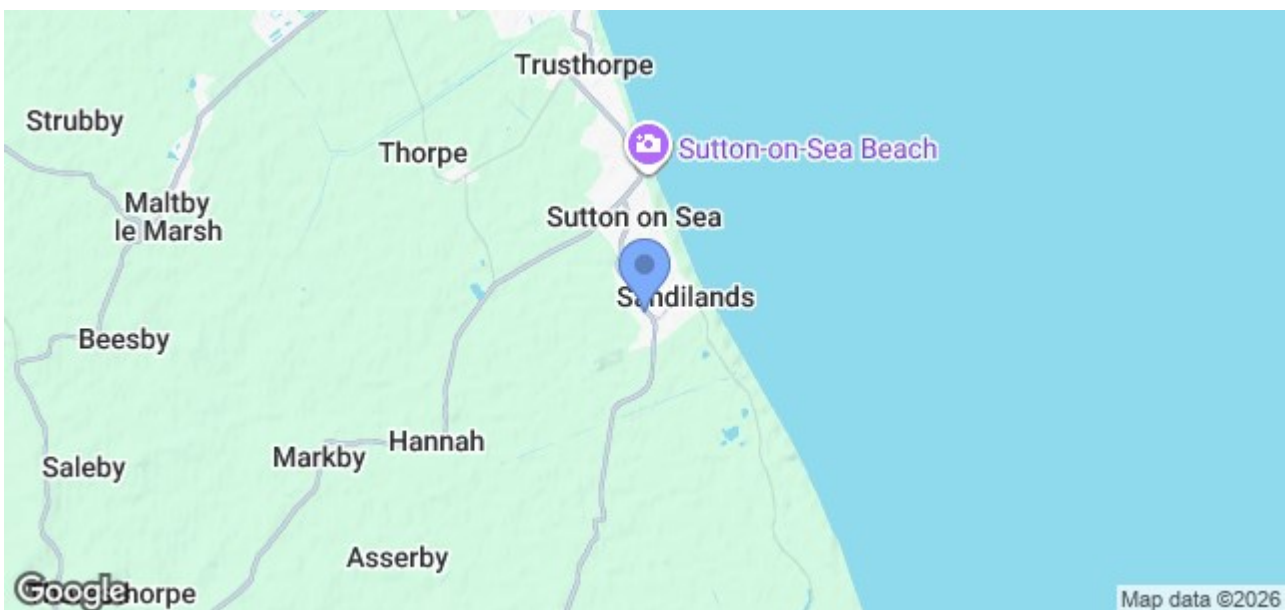 Trusthorpe
Strubby
Thorpe
Sutton-on-Sea Beach
Maltby
le Marsh
Sutton on Sea
Sandilands
Beesby
Hannah
Markby
Saleby
Asserby
Google
Map data ©2026